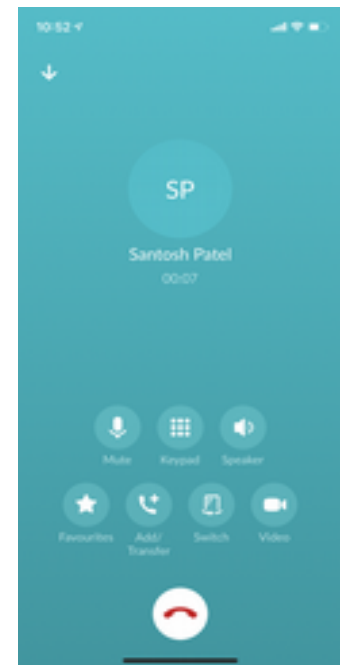 10:52
SP
Santosh Patel
00:07
Mute Keypad Speaker
Favourites Add/ Switch Video
Transfer